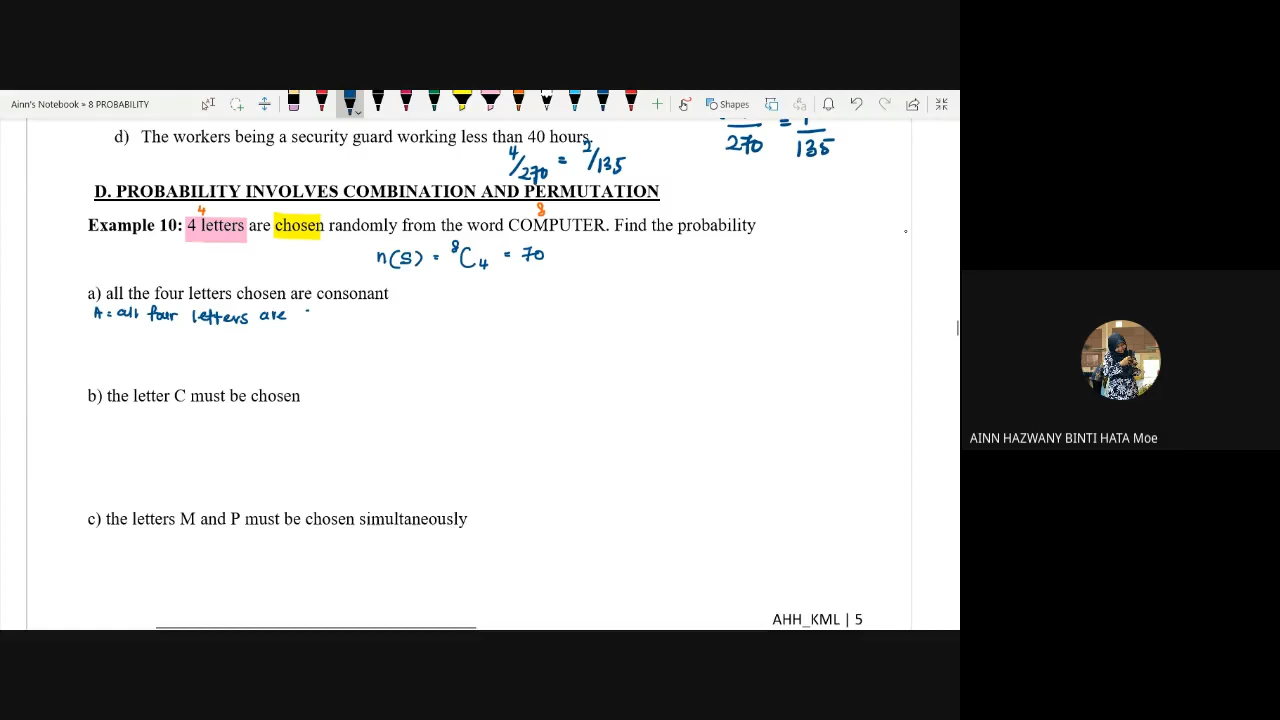 Ainn's Notebook » 8 PROBABILITY
Shapes
d) The workers being a security guard working less than 40 hours.
4/270 = 2/135
270 = 135
D. PROBABILITY INVOLVES COMBINATION AND PERMUTATION
4 8
Example 10: 4 letters are chosen randomly from the word COMPUTER. Find the probability
n(S) = ⁸C₄ = 70
a) all the four letters chosen are consonant
A = all four letters are
b) the letter C must be chosen
AINN HAZWANY BINTI HATA Moe
c) the letters M and P must be chosen simultaneously
AHH_KML | 5